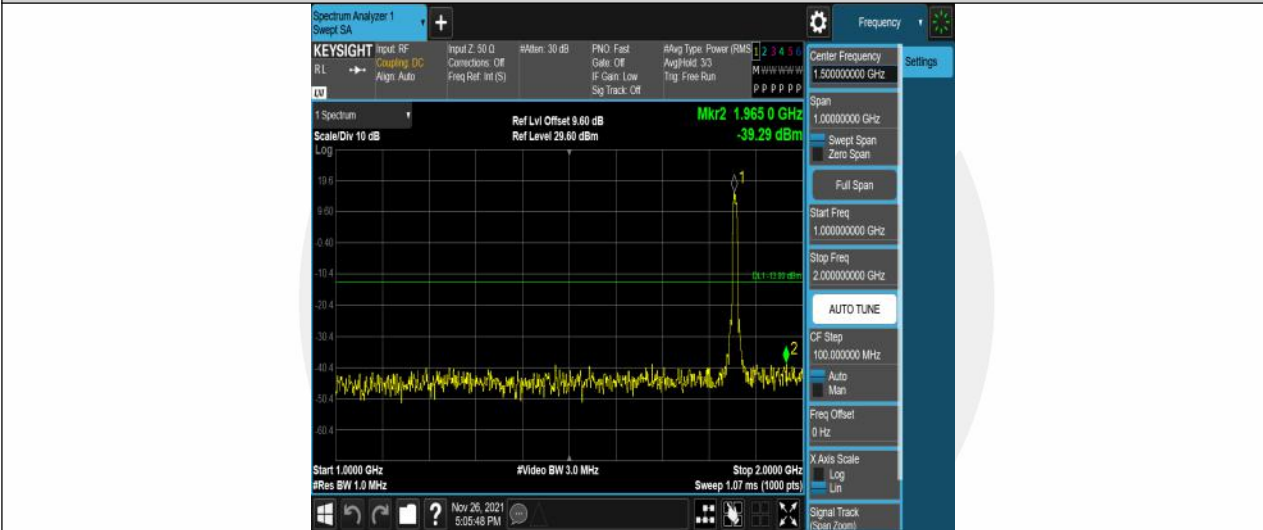 Spectrum Analyzer 1
Swept SA
+
Frequency
KEYSIGHT
Input: RF
Coupling: DC
Align: Auto
Input Z: 50 Ω
Corrections: Off
Freq Ref: Int (S)
#Atten: 30 dB
PNO: Fast
Gate: Off
IF Gain: Low
Sig Track: Off
#Avg Type: Power (RMS
Avg|Hold: 3/3
Trig: Free Run
1 2 3 4 5 6
M W W W W W
P P P P P P
RL
LV
1 Spectrum
Scale/Div 10 dB
Log
Ref Lvl Offset 9.60 dB
Ref Level 29.60 dBm
Mkr2 1.965 0 GHz
-39.29 dBm
19.6
9.60
-0.40
-10.4
-20.4
-30.4
-40.4
-50.4
-60.4
1
2
Start 1.0000 GHz
#Res BW 1.0 MHz
#Video BW 3.0 MHz
Stop 2.0000 GHz
Sweep 1.07 ms (1000 pts)
?
Nov 26, 2021
5:05:48 PM
Center Frequency
1.500000000 GHz
Settings
Span
1.00000000 GHz
Swept Span
Zero Span
Full Span
Start Freq
1.000000000 GHz
Stop Freq
2.000000000 GHz
AUTO TUNE
CF Step
100.000000 MHz
Auto
Man
Freq Offset
0 Hz
X Axis Scale
Log
Lin
Signal Track
(Span Zoom)